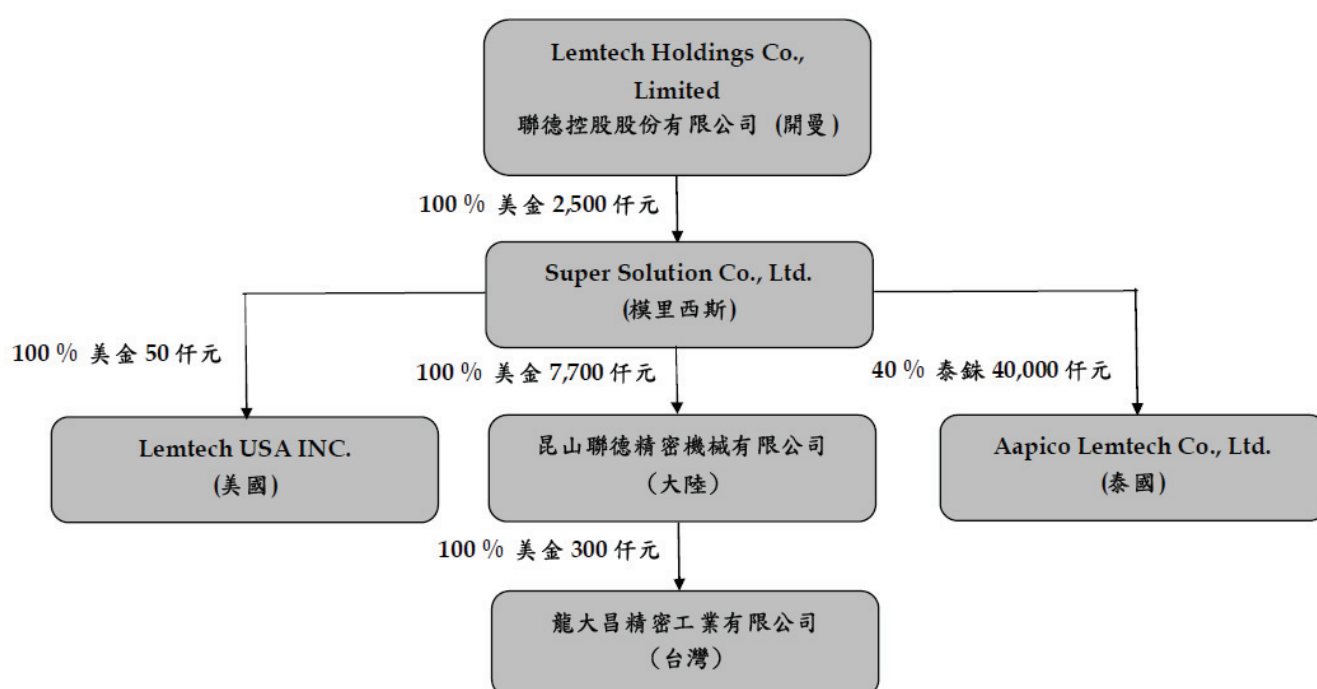 Lemtech Holdings Co.,
Limited
聯德控股股份有限公司 (開曼)
100 % 美金 2,500 仟元
Super Solution Co., Ltd.
(模里西斯)
100 % 美金 50 仟元
100 % 美金 7,700 仟元
40 % 泰銖 40,000 仟元
Lemtech USA INC.
(美國)
昆山聯德精密機械有限公司
（大陸）
Aapico Lemtech Co., Ltd.
(泰國)
100 % 美金 300 仟元
龍大昌精密工業有限公司
（台灣）